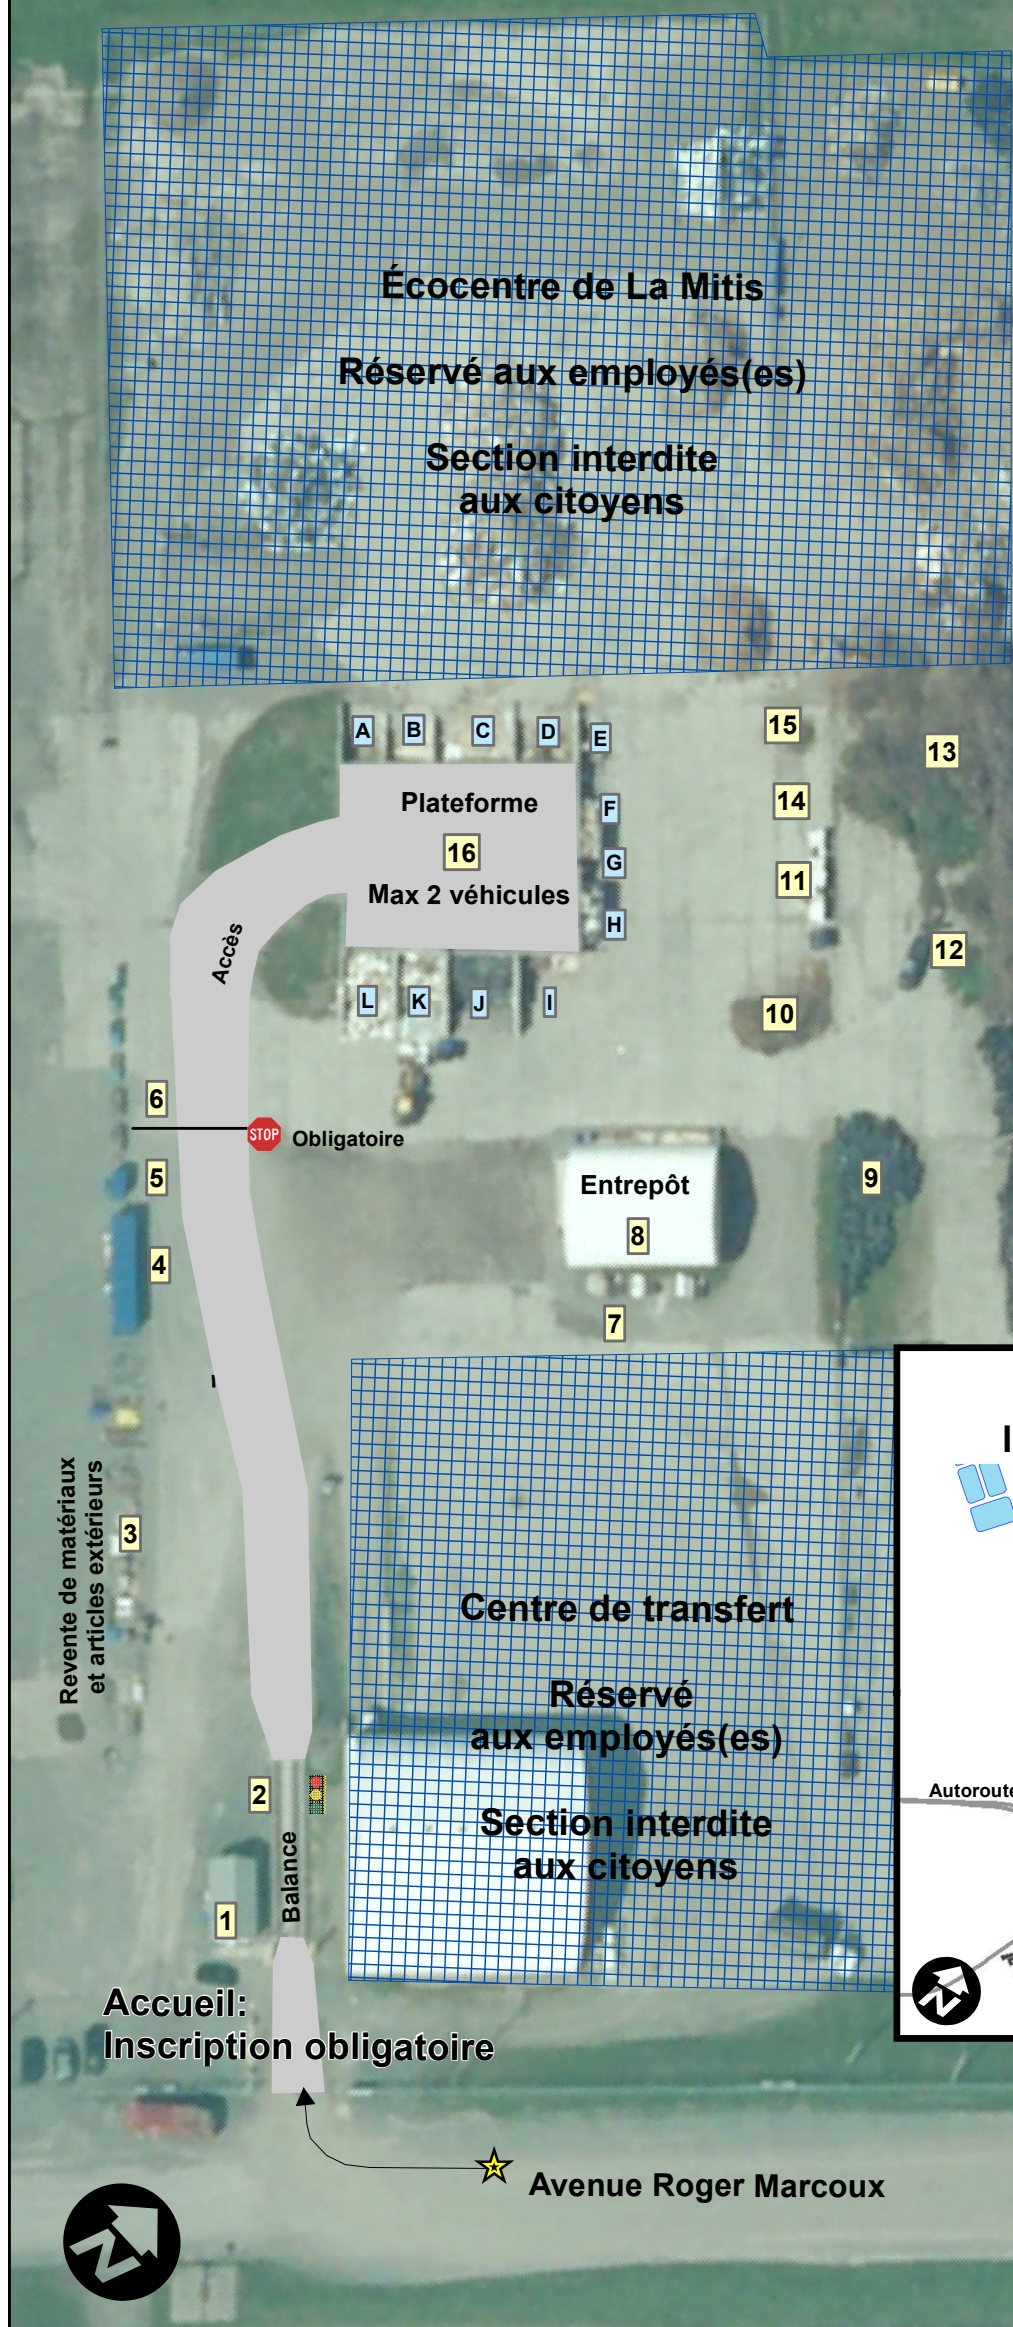 Écocentre de La Mitis
Réservé aux employés(es)
Section interdite
aux citoyens
A
B
C
D
E
15
13
Plateforme
16
Max 2 véhicules
F
14
G
11
H
Accès
12
L
K
J
I
10
6
STOP
Obligatoire
5
Entrepôt
8
9
4
7
3
Revente de matériaux
et articles extérieurs
Centre de transfert
Réservé
aux employés(es)
Section interdite
aux citoyens
Autoroute
2
Balance
1
Accueil:
Inscription obligatoire
N
N
Avenue Roger Marcoux